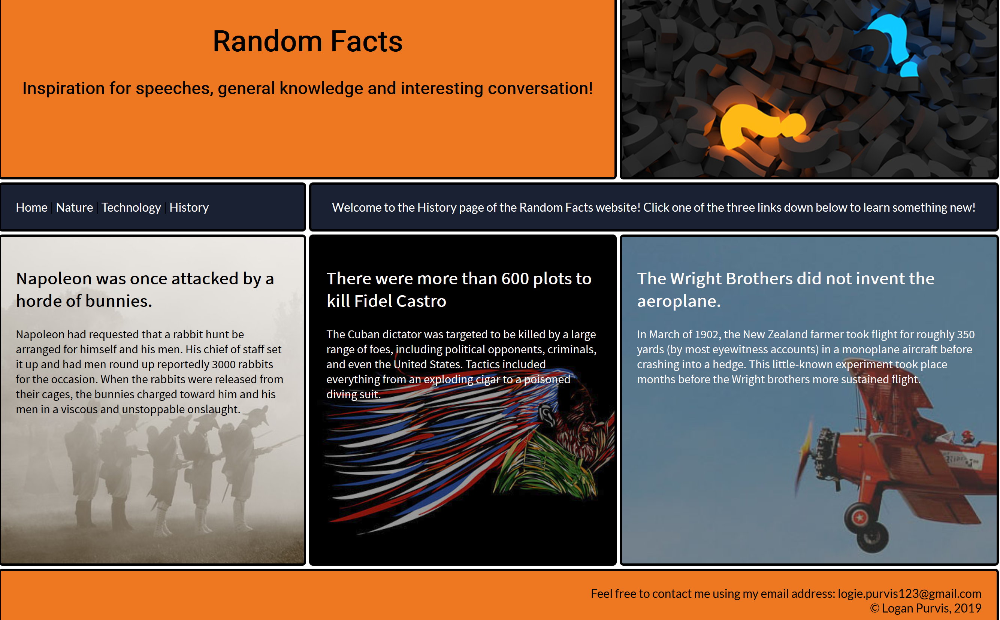 Random Facts
Inspiration for speeches, general knowledge and interesting conversation!
Home | Nature | Technology | History
Welcome to the History page of the Random Facts website! Click one of the three links down below to learn something new!
Napoleon was once attacked by a
horde of bunnies.
Napoleon had requested that a rabbit hunt be
arranged for himself and his men. His chief of staff set
it up and had men round up reportedly 3000 rabbits
for the occasion. When the rabbits were released from
their cages, the bunnies charged toward him and his
men in a viscous and unstoppable onslaught.
There were more than 600 plots to
kill Fidel Castro
The Cuban dictator was targeted to be killed by a large
range of foes, including political opponents, criminals,
and even the United States. Tactics included
everything from an exploding cigar to a poisoned
diving suit.
The Wright Brothers did not invent the
aeroplane.
In March of 1902, the New Zealand farmer took flight for roughly 350
yards (by most eyewitness accounts) in a monoplane aircraft before
crashing into a hedge. This little-known experiment took place
months before the Wright brothers more sustained flight.
Feel free to contact me using my email address: logie.purvis123@gmail.com
© Logan Purvis, 2019